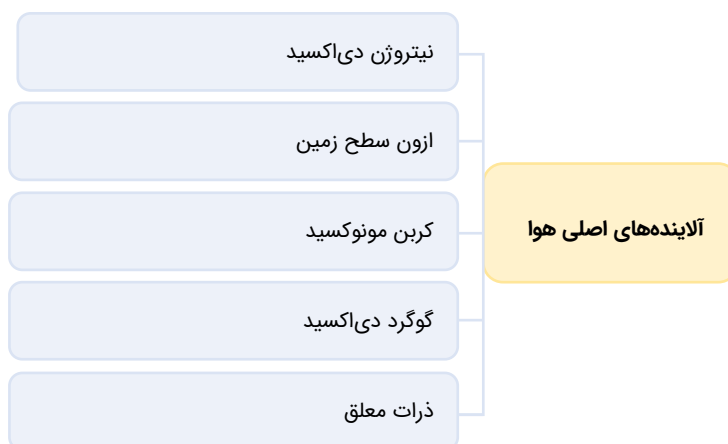 آلاینده‌های اصلی هوا
نیتروژن دی‌اکسید
ازون سطح زمین
کربن مونوکسید
گوگرد دی‌اکسید
ذرات معلق